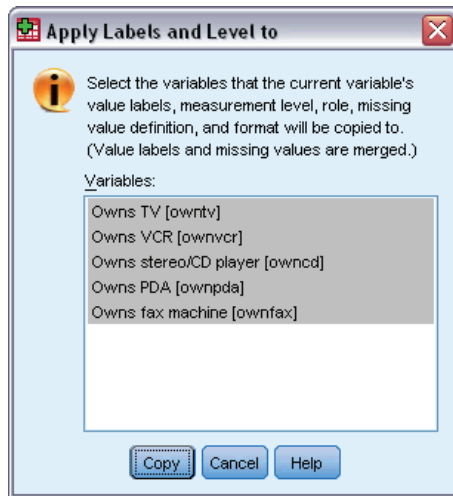 Apply Labels and Level to
Select the variables that the current variable's
value labels, measurement level, role, missing
value definition, and format will be copied to.
(Value labels and missing values are merged.)
Variables:
Owns TV [owntv]
Owns VCR [ownvcr]
Owns stereo/CD player [owncd]
Owns PDA [ownpda]
Owns fax machine [ownfax]
Copy Cancel Help